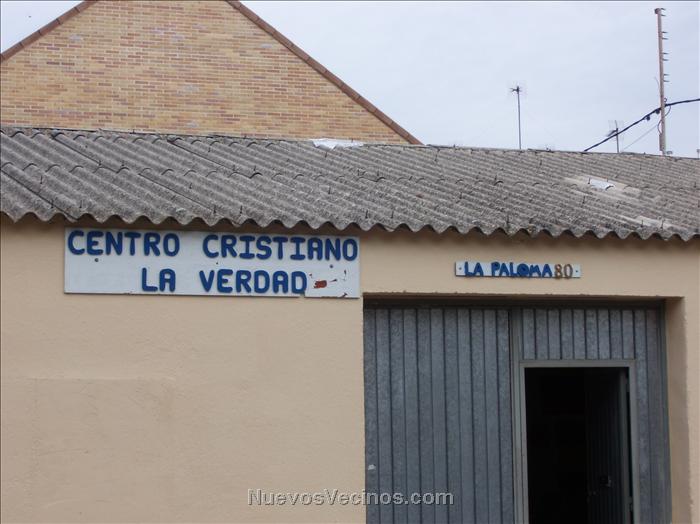 CENTRO CRISTIANO
LA VERDAD
LA PALOMA 80
NuevosVecinos.com